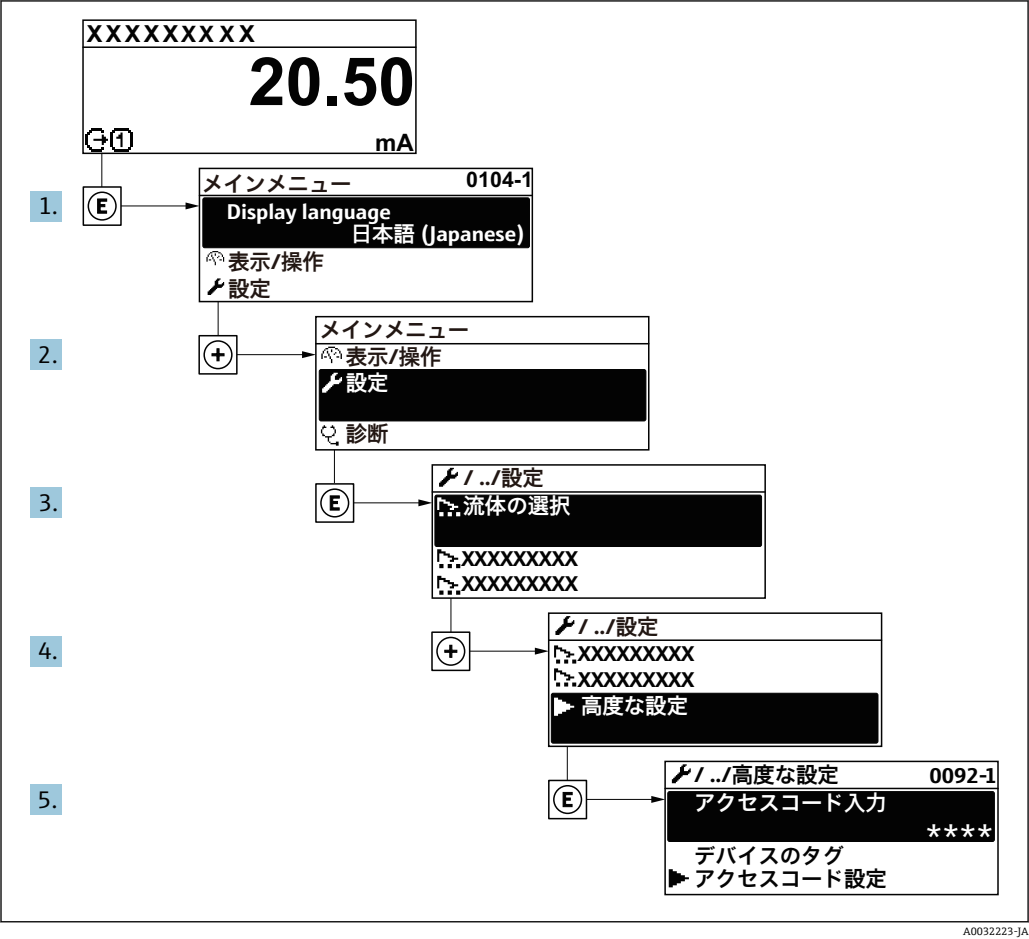 XXXXXXXXX
20.50
1 mA
メインメニュー 0104-1
1. E Display language
日本語 (Japanese)
表示/操作
設定
メインメニュー
2. + 表示/操作
設定
診断
/ ../設定
3. E 流体の選択
XXXXXXXXX
XXXXXXXXX
/ ../設定
4. + XXXXXXXXX
XXXXXXXXX
高度な設定
/ ../高度な設定 0092-1
5. E アクセスコード入力
****
デバイスのタグ
アクセスコード設定
A0032223-JA